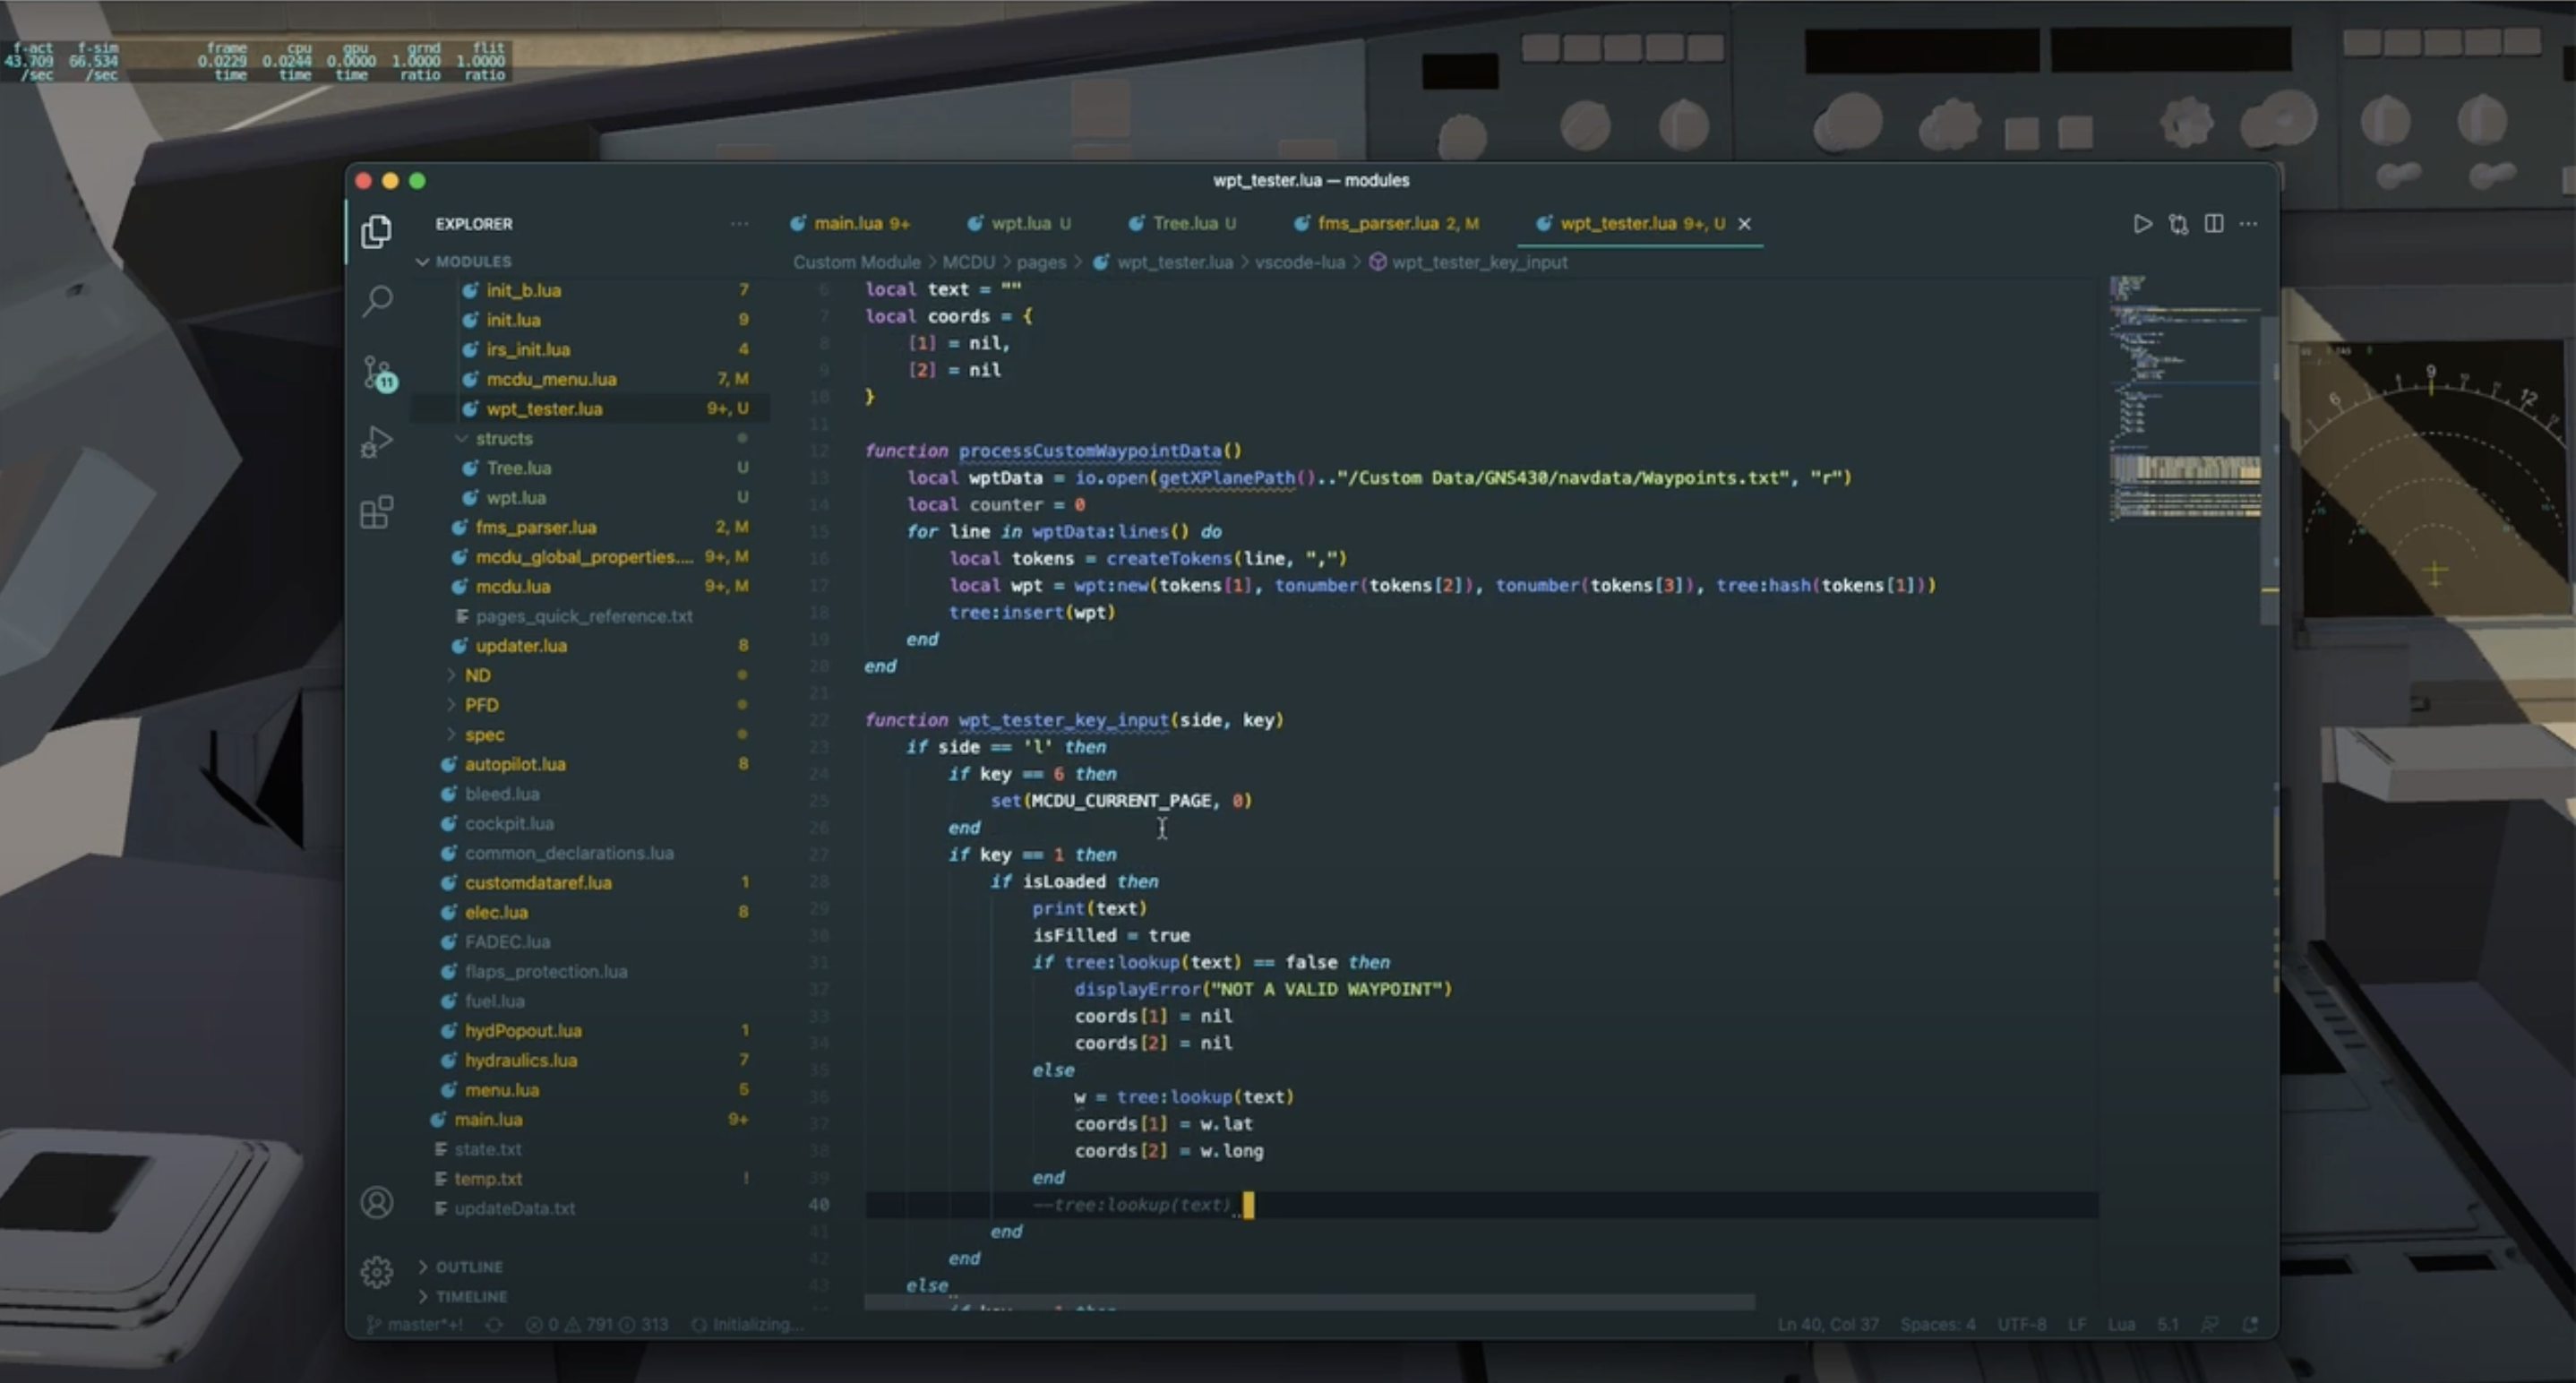 f-act f-sim frame cpu gpu grnd flit
43.709 66.534 0.0229 0.0244 0.0000 1.0000 1.0000
/sec /sec time time time ratio ratio
wpt_tester.lua — modules
EXPLORER
main.lua 9+
wpt.lua U
Tree.lua U
fms_parser.lua 2, M
wpt_tester.lua 9+, U
MODULES
Custom Module > MCDU > pages > wpt_tester.lua > vscode-lua > wpt_tester_key_input
init_b.lua 7
init.lua 9
irs_init.lua 4
mcdu_menu.lua 7, M
wpt_tester.lua 9+, U
structs
Tree.lua U
wpt.lua U
fms_parser.lua 2, M
mcdu_global_properties.... 9+, M
mcdu.lua 9+, M
pages_quick_reference.txt
updater.lua 8
ND
PFD
spec
autopilot.lua 8
bleed.lua
cockpit.lua
common_declarations.lua
customdataref.lua 1
elec.lua 8
FADEC.lua
flaps_protection.lua
fuel.lua
hydPopout.lua 1
hydraulics.lua 7
menu.lua 5
main.lua 9+
state.txt
temp.txt !
updateData.txt
OUTLINE
TIMELINE
11
6 local text = ""
7 local coords = {
8 [1] = nil,
9 [2] = nil
10 }
11
12 function processCustomWaypointData()
13 local wptData = io.open(getXPlanePath().."/Custom Data/GNS430/navdata/Waypoints.txt", "r")
14 local counter = 0
15 for line in wptData:lines() do
16 local tokens = createTokens(line, ",")
17 local wpt = wpt:new(tokens[1], tonumber(tokens[2]), tonumber(tokens[3]), tree:hash(tokens[1]))
18 tree:insert(wpt)
19 end
20 end
21
22 function wpt_tester_key_input(side, key)
23 if side == 'l' then
24 if key == 6 then
25 set(MCDU_CURRENT_PAGE, 0)
26 end
27 if key == 1 then
28 if isLoaded then
29 print(text)
30 isFilled = true
31 if tree:lookup(text) == false then
32 displayError("NOT A VALID WAYPOINT")
33 coords[1] = nil
34 coords[2] = nil
35 else
36 w = tree:lookup(text)
37 coords[1] = w.lat
38 coords[2] = w.long
39 end
40 --tree:lookup(text)
41 end
42 end
43 else
master*+! 0 791 313 Initializing... Ln 40, Col 37 Spaces: 4 UTF-8 LF Lua 5.1
6 9 12